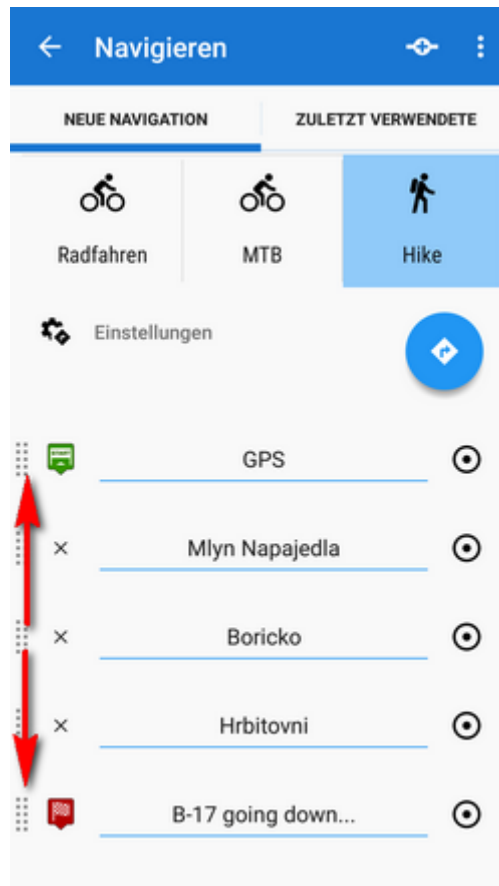 Navigieren
NEUE NAVIGATION ZULETZT VERWENDETE
Radfahren MTB Hike
Einstellungen
GPS
Mlyn Napajedla
Boricko
Hrbitovni
B-17 going down...